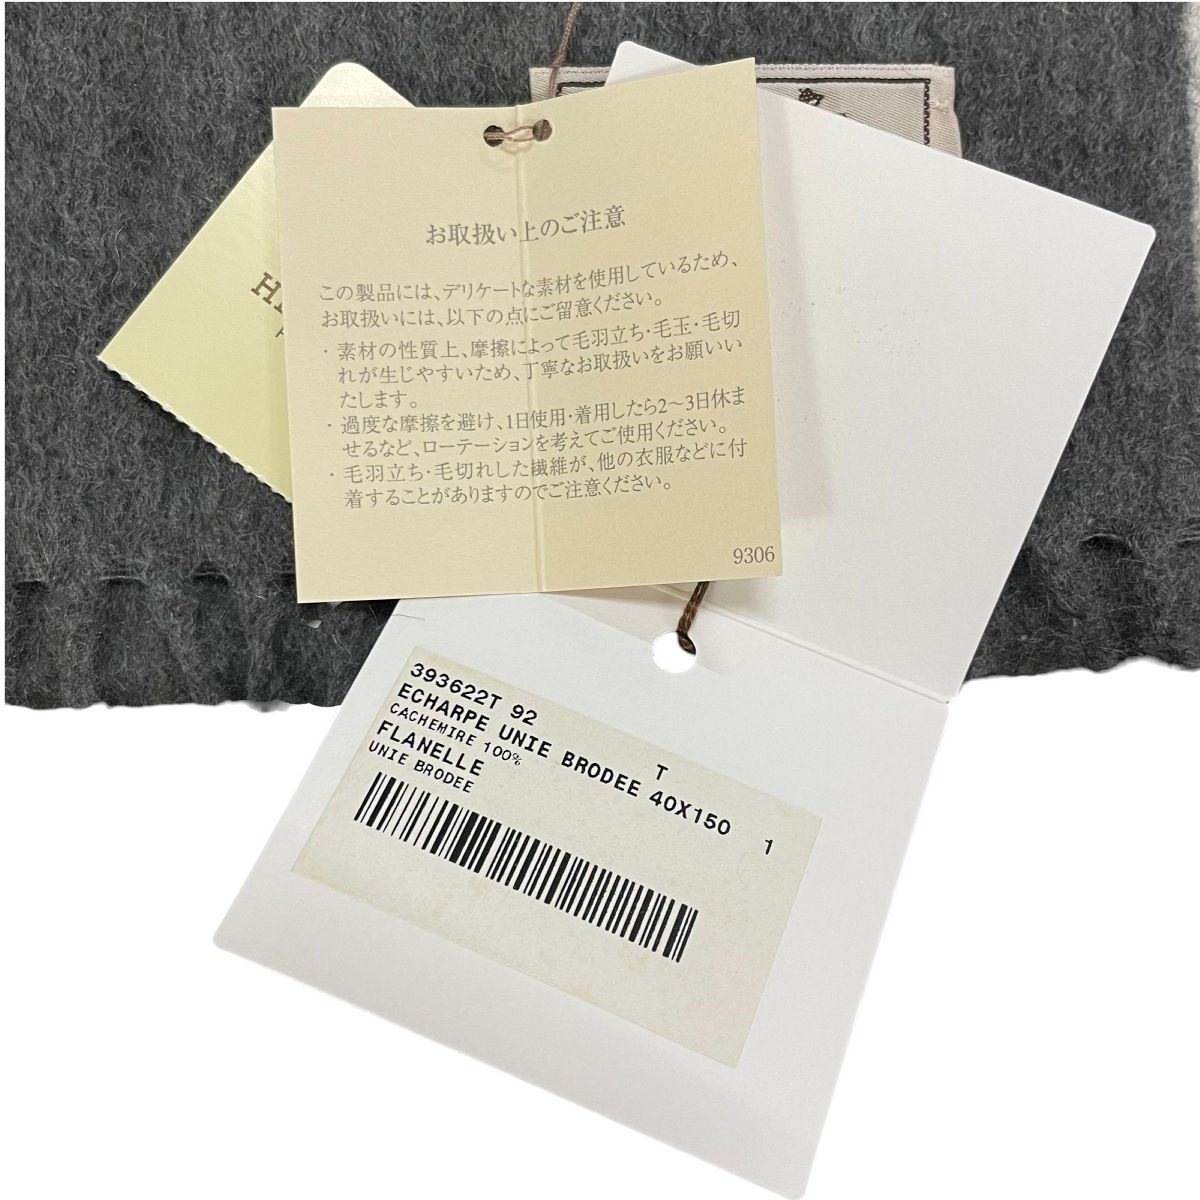 お取扱い上のご注意
この製品には、デリケートな素材を使用しているため、
お取扱いには、以下の点にご留意ください。
・素材の性質上、摩擦によって毛羽立ち・毛玉・毛切
れが生じやすいため、丁寧なお取扱いをお願いい
たします。
・過度な摩擦を避け、1日使用・着用したら2〜3日休ま
せるなど、ローテーションを考えてご使用ください。
・毛羽立ち・毛切れした繊維が、他の衣服などに付
着することがありますのでご注意ください。
9306
393622T 92 T
ECHARPE UNIE BRODEE 40X150 1
CACHEMIRE 100%
FLANELLE
UNIE BRODEE